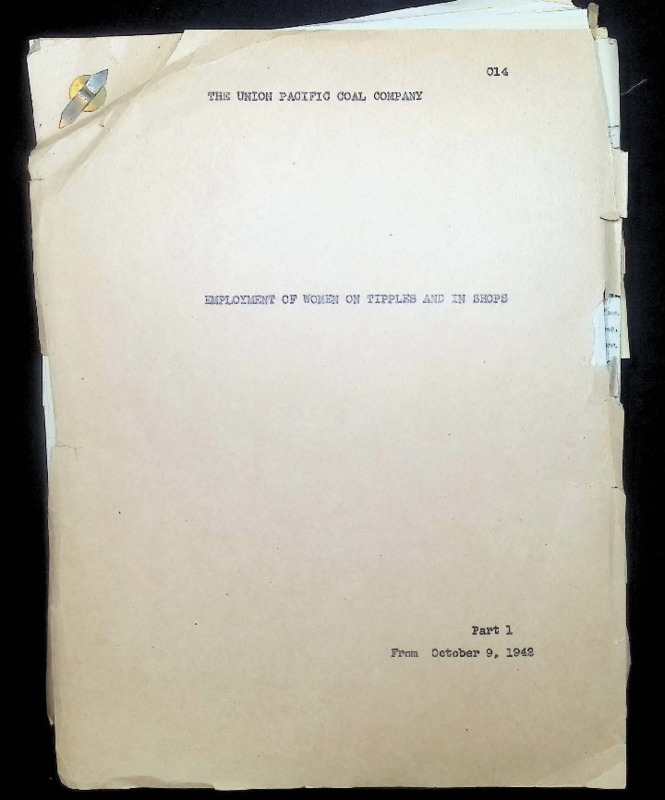 014
THE UNION PACIFIC COAL COMPANY
EMPLOYMENT OF WOMEN ON TIPPLES AND IN SHOPS
Part 1
From October 9, 1942